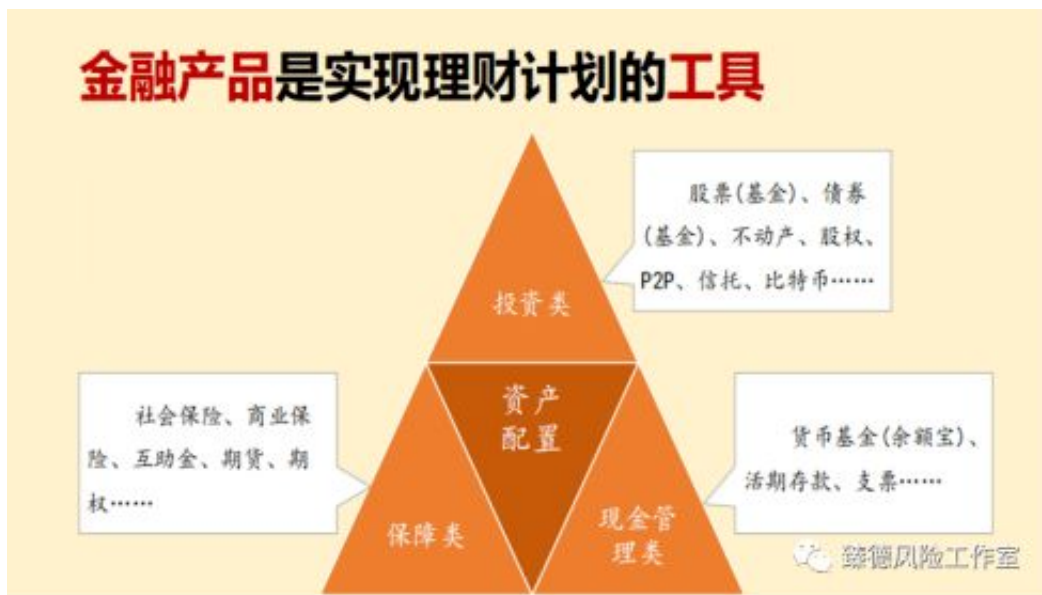 金融产品是实现理财计划的工具
股票(基金)、债券
(基金)、不动产、股权、
P2P、信托、比特币……
投资类
资产
配置
社会保险、商业保
险、互助金、期货、期
权……
货币基金(余额宝)、
活期存款、支票……
保障类
现金管
理类
臻德风险工作室